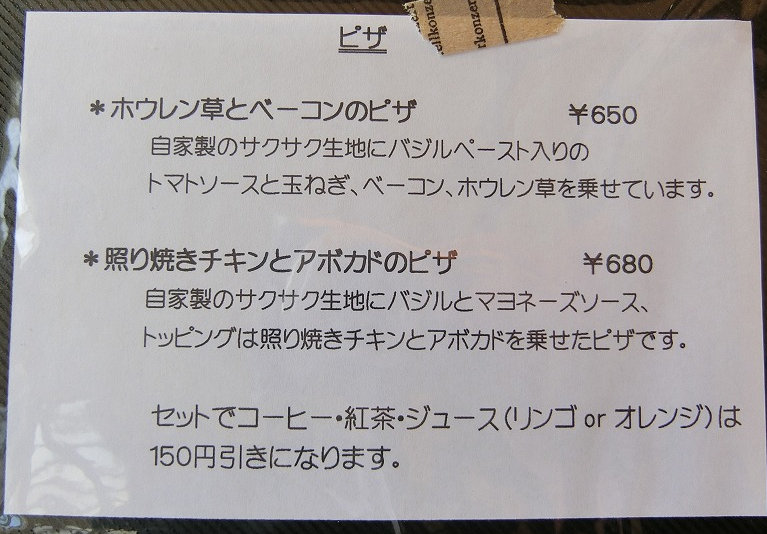 ellkonzert
rkonzer
ピザ
＊ホウレン草とベーコンのピザ ￥650
自家製のサクサク生地にバジルペースト入りの
トマトソースと玉ねぎ、ベーコン、ホウレン草を乗せています。
＊照り焼きチキンとアボカドのピザ ￥680
自家製のサクサク生地にバジルとマヨネーズソース、
トッピングは照り焼きチキンとアボカドを乗せたピザです。
セットでコーヒー・紅茶・ジュース（リンゴ or オレンジ）は
150円引きになります。